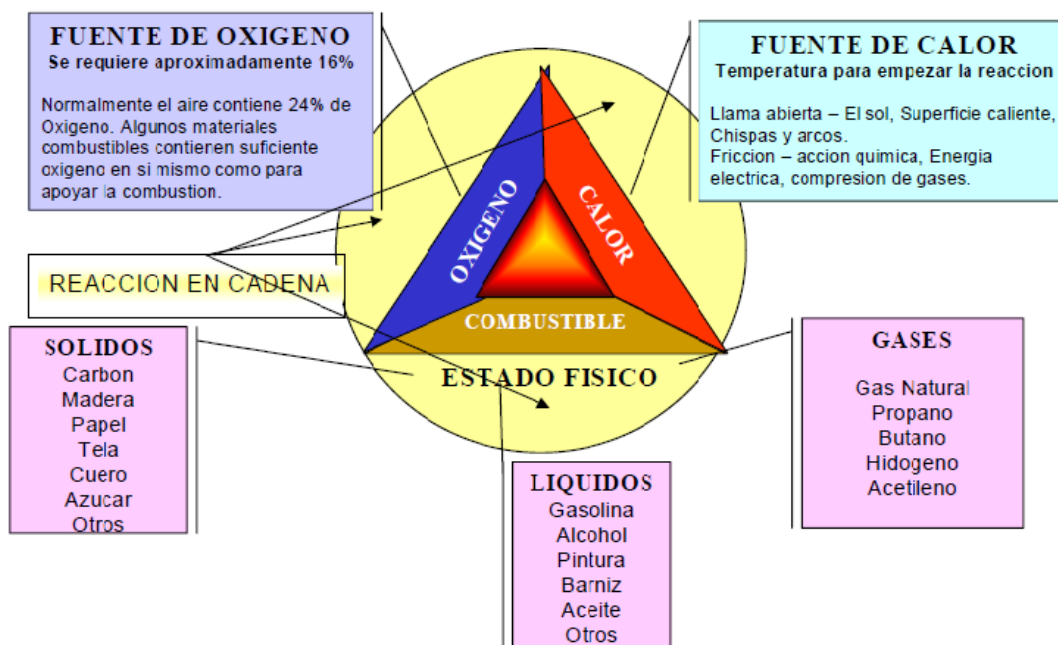 FUENTE DE OXIGENO
Se requiere aproximadamente 16%
Normalmente el aire contiene 24% de
Oxigeno. Algunos materiales
combustibles contienen suficiente
oxigeno en si mismo como para
apoyar la combustion.
FUENTE DE CALOR
Temperatura para empezar la reaccion
Llama abierta – El sol, Superficie caliente,
Chispas y arcos.
Friccion – accion quimica, Energia
electrica, compresion de gases.
OXIGENO
CALOR
COMBUSTIBLE
REACCION EN CADENA
ESTADO FISICO
SOLIDOS
Carbon
Madera
Papel
Tela
Cuero
Azucar
Otros
LIQUIDOS
Gasolina
Alcohol
Pintura
Barniz
Aceite
Otros
GASES
Gas Natural
Propano
Butano
Hidogeno
Acetileno